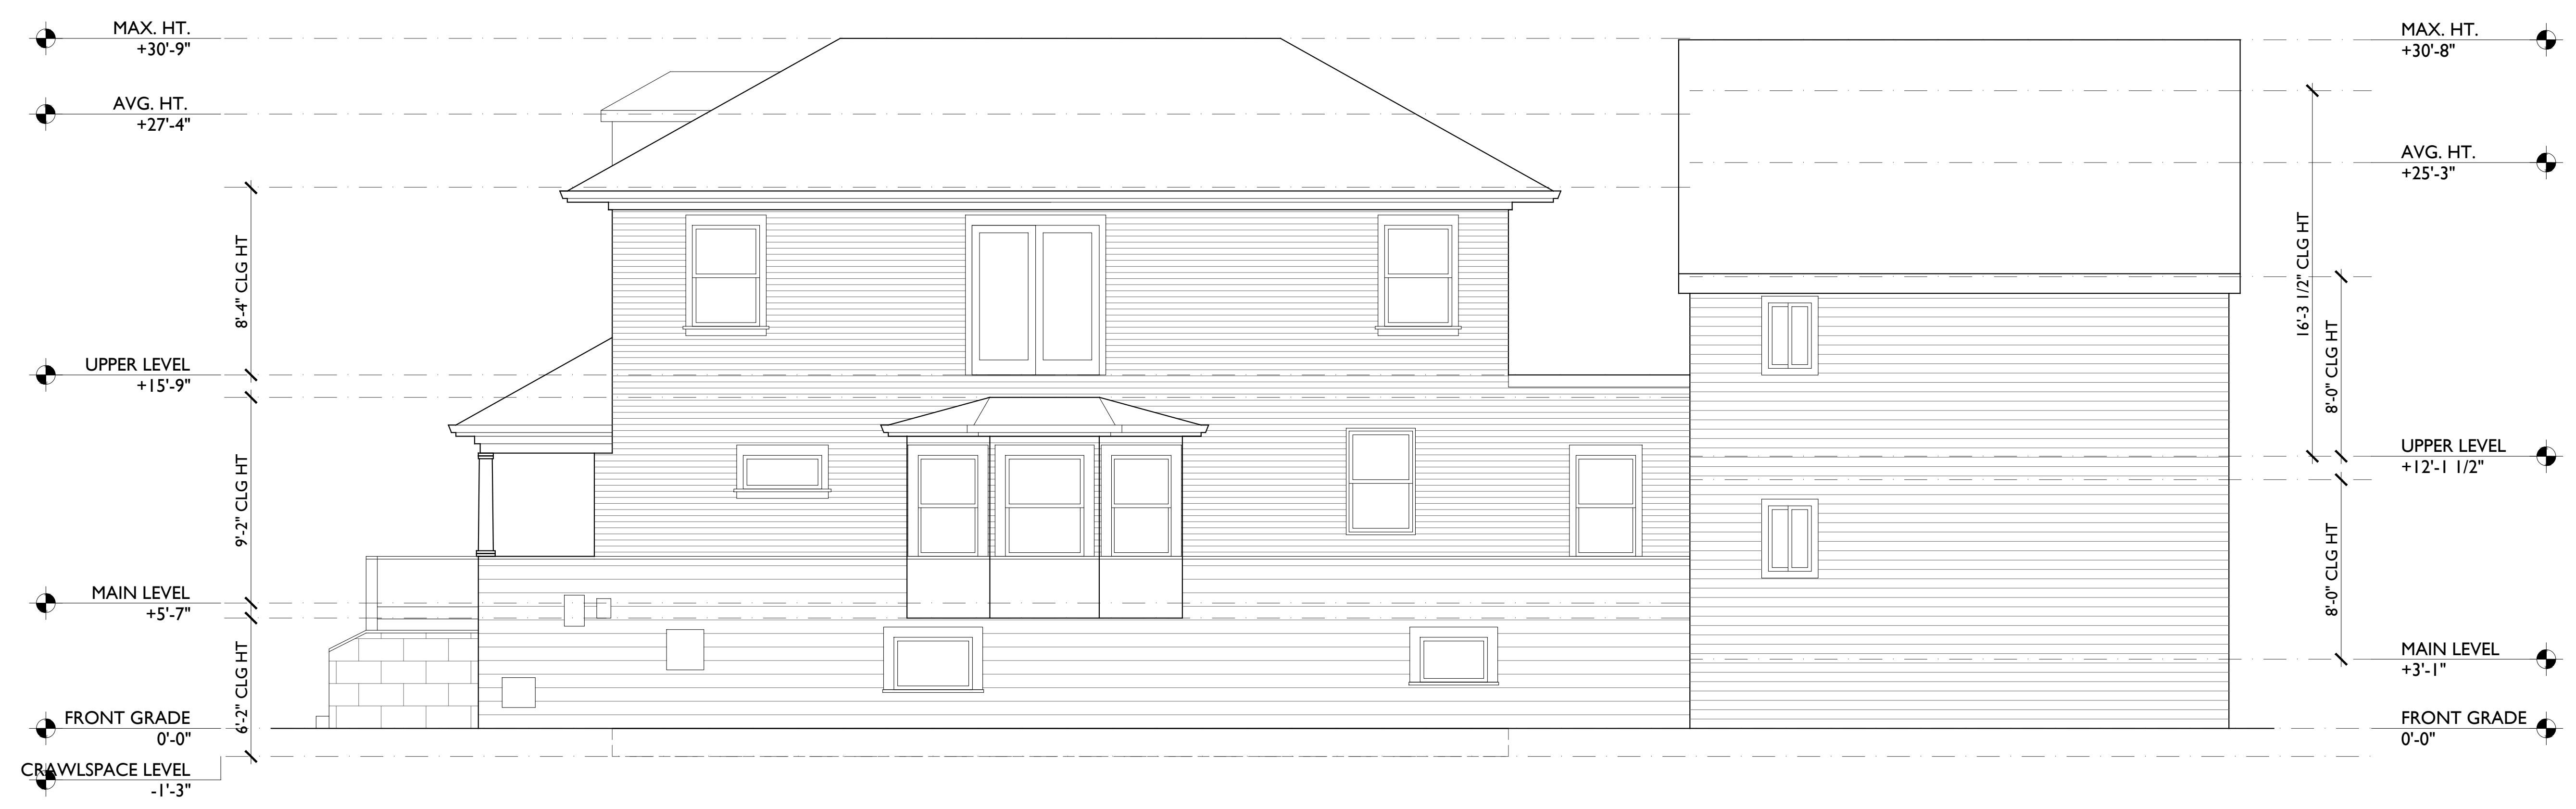 MAX. HT.
+30'-9"
AVG. HT.
+27'-4"
8'-4" CLG HT
UPPER LEVEL
+15'-9"
9'-2" CLG HT
MAIN LEVEL
+5'-7"
6'-2" CLG HT
FRONT GRADE
0'-0"
CRAWLSPACE LEVEL
-1'-3"
MAX. HT.
+30'-8"
AVG. HT.
+25'-3"
16'-3 1/2" CLG HT
8'-0" CLG HT
UPPER LEVEL
+12'-1 1/2"
8'-0" CLG HT
MAIN LEVEL
+3'-1"
FRONT GRADE
0'-0"